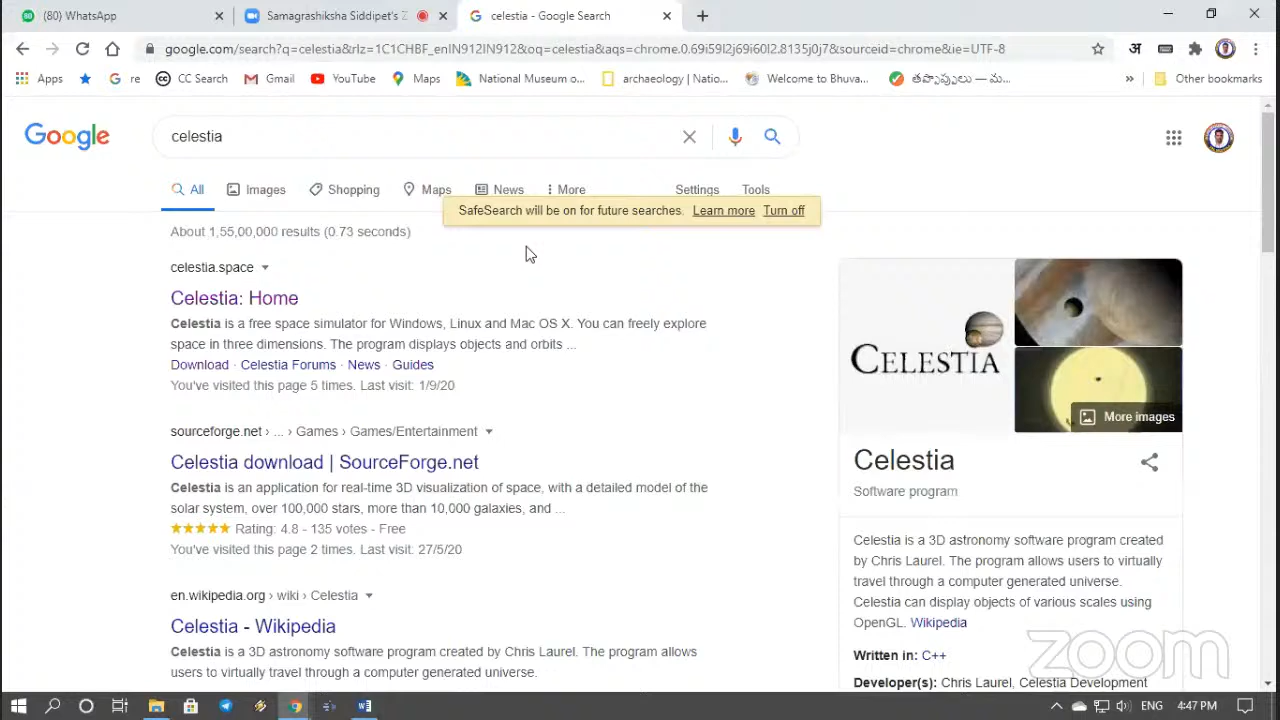 (80) WhatsApp
Samagrashiksha Siddipet's Z
celestia - Google Search
google.com/search?q=celestia&rlz=1C1CHBF_enIN912IN912&oq=celestia&aqs=chrome.0.69i59l2j69i60l2.8135j0j7&sourceid=chrome&ie=UTF-8
अ
Apps
re
CC Search
Gmail
YouTube
Maps
National Museum o...
archaeology | Natio...
Welcome to Bhuva...
తప్పొప్పులు — మ...
»
Other bookmarks
Google
celestia
All
Images
Shopping
Maps
News
More
Settings
Tools
SafeSearch will be on for future searches. Learn more Turn off
About 1,55,00,000 results (0.73 seconds)
celestia.space
Celestia: Home
Celestia is a free space simulator for Windows, Linux and Mac OS X. You can freely explore
space in three dimensions. The program displays objects and orbits ...
Download · Celestia Forums · News · Guides
You've visited this page 5 times. Last visit: 1/9/20
sourceforge.net › ... › Games › Games/Entertainment
Celestia download | SourceForge.net
Celestia is an application for real-time 3D visualization of space, with a detailed model of the
solar system, over 100,000 stars, more than 10,000 galaxies, and ...
Rating: 4.8 - 135 votes - Free
You've visited this page 2 times. Last visit: 27/5/20
en.wikipedia.org › wiki › Celestia
Celestia - Wikipedia
Celestia is a 3D astronomy software program created by Chris Laurel. The program allows
users to virtually travel through a computer generated universe.
CELESTIA
More images
Celestia
Software program
Celestia is a 3D astronomy software program created
by Chris Laurel. The program allows users to virtually
travel through a computer generated universe.
Celestia can display objects of various scales using
OpenGL. Wikipedia
Written in: C++
Developer(s): Chris Laurel, Celestia Development
zoom
ENG
4:47 PM